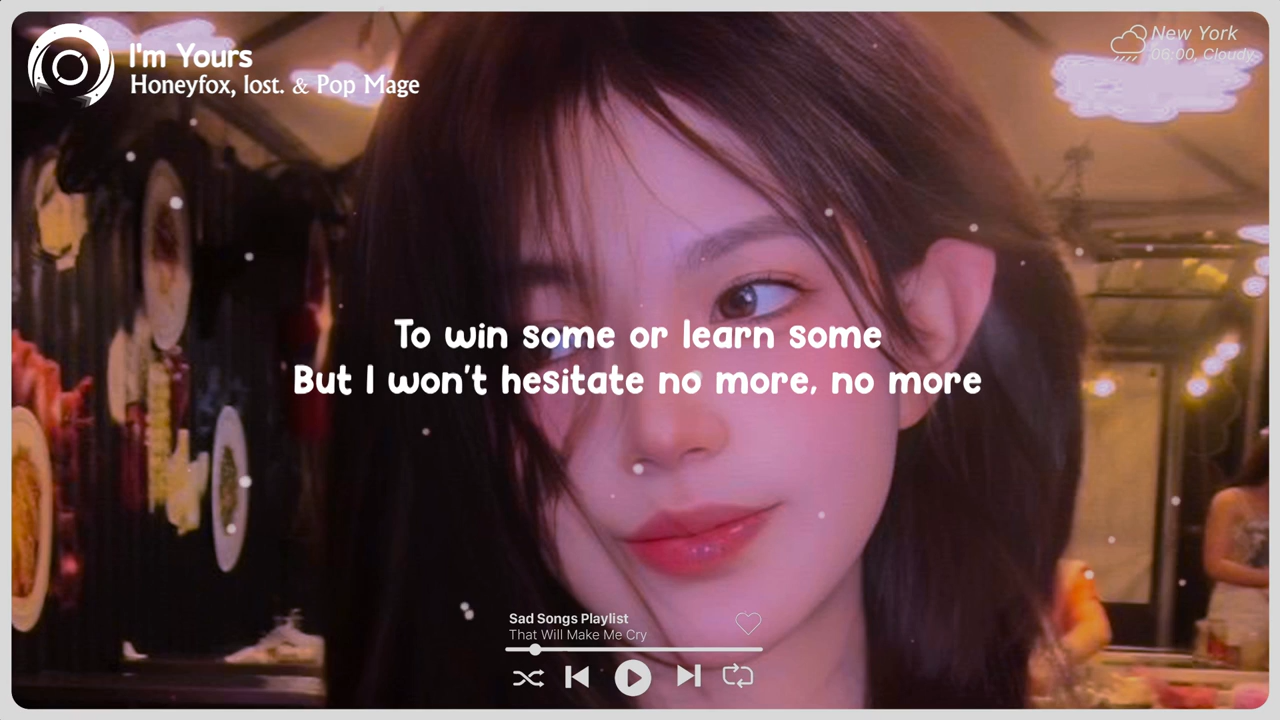 I'm Yours
Honeyfox, lost. & Pop Mage
New York
06:00, Cloudy
To win some or learn some
But I won't hesitate no more, no more
Sad Songs Playlist
That Will Make Me Cry